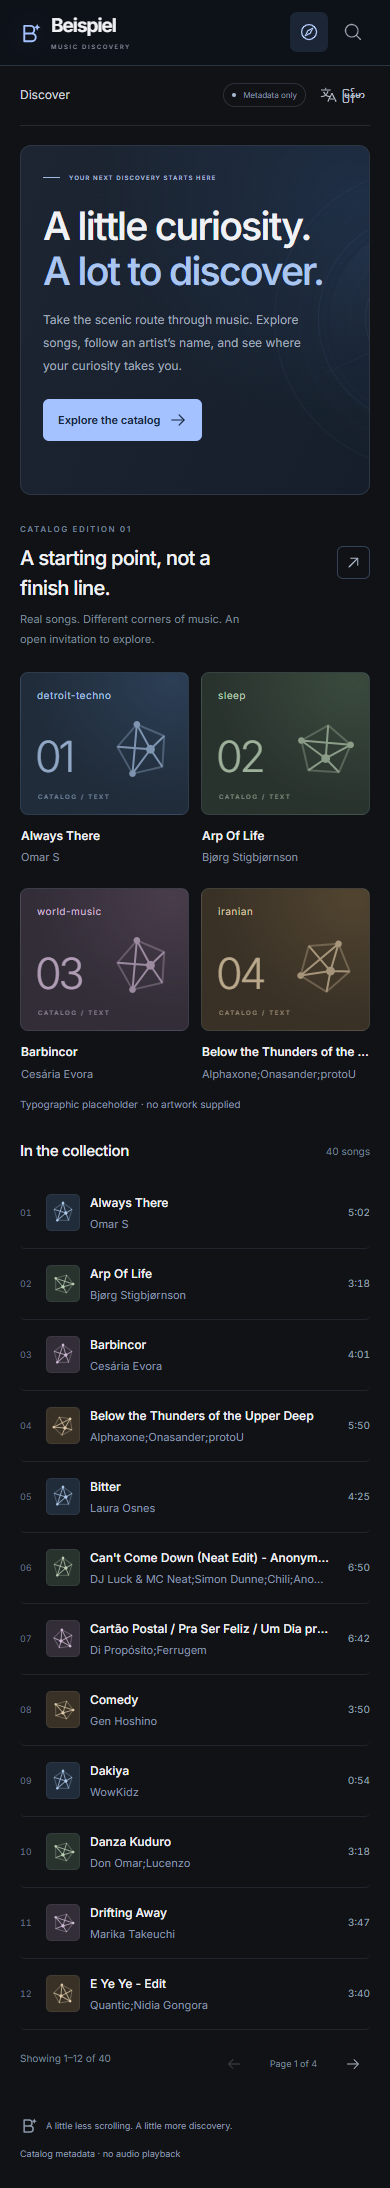 Beispiel
MUSIC DISCOVERY
Discover
Metadata only
မြန်မာ
YOUR NEXT DISCOVERY STARTS HERE
A little curiosity.
A lot to discover.
Take the scenic route through music. Explore
songs, follow an artist’s name, and see where
your curiosity takes you.
Explore the catalog
CATALOG EDITION 01
A starting point, not a
finish line.
Real songs. Different corners of music. An
open invitation to explore.
detroit-techno
01
CATALOG / TEXT
Always There
Omar S
sleep
02
CATALOG / TEXT
Arp Of Life
Bjørg Stigbjørnson
world-music
03
CATALOG / TEXT
Barbincor
Cesária Evora
iranian
04
CATALOG / TEXT
Below the Thunders of the ...
Alphaxone;Onasander;protoU
Typographic placeholder · no artwork supplied
In the collection
40 songs
01 Always There 5:02
Omar S
02 Arp Of Life 3:18
Bjørg Stigbjørnson
03 Barbincor 4:01
Cesária Evora
04 Below the Thunders of the Upper Deep 5:50
Alphaxone;Onasander;protoU
05 Bitter 4:25
Laura Osnes
06 Can't Come Down (Neat Edit) - Anonym... 6:50
DJ Luck & MC Neat;Simon Dunne;Chili;Ano...
07 Cartão Postal / Pra Ser Feliz / Um Dia pr... 6:42
Di Propósito;Ferrugem
08 Comedy 3:50
Gen Hoshino
09 Dakiya 0:54
WowKidz
10 Danza Kuduro 3:18
Don Omar;Lucenzo
11 Drifting Away 3:47
Marika Takeuchi
12 E Ye Ye - Edit 3:40
Quantic;Nidia Gongora
Showing 1–12 of 40
Page 1 of 4
A little less scrolling. A little more discovery.
Catalog metadata · no audio playback